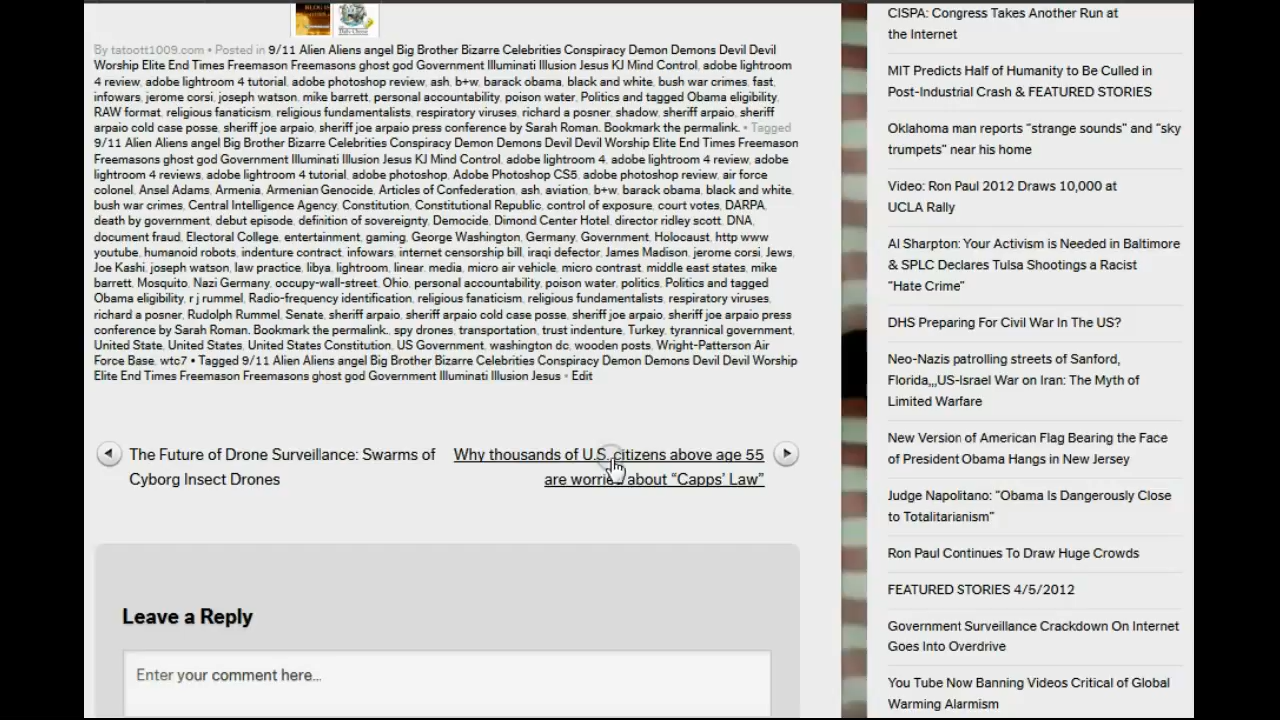 By tatoott1009.com • Posted in 9/11 Alien Aliens angel Big Brother Bizarre Celebrities Conspiracy Demon Demons Devil Devil
Worship Elite End Times Freemason Freemasons ghost god Government Illuminati Illusion Jesus KJ Mind Control, adobe lightroom
4 review, adobe lightroom 4 tutorial, adobe photoshop review, ash, b+w, barack obama, black and white, bush war crimes, fast,
infowars, jerome corsi, joseph watson, mike barrett, personal accountability, poison water, Politics and tagged Obama eligibility,
RAW format, religious fanaticism, religious fundamentalists, respiratory viruses, richard a posner, shadow, sheriff arpaio, sheriff
arpaio cold case posse, sheriff joe arpaio, sheriff joe arpaio press conference by Sarah Roman. Bookmark the permalink. • Tagged
9/11 Alien Aliens angel Big Brother Bizarre Celebrities Conspiracy Demon Demons Devil Devil Worship Elite End Times Freemason
Freemasons ghost god Government Illuminati Illusion Jesus KJ Mind Control, adobe lightroom 4, adobe lightroom 4 review, adobe
lightroom 4 reviews, adobe lightroom 4 tutorial, adobe photoshop, Adobe Photoshop CS5, adobe photoshop review, air force
colonel, Ansel Adams, Armenia, Armenian Genocide, Articles of Confederation, ash, aviation, b+w, barack obama, black and white,
bush war crimes, Central Intelligence Agency, Constitution, Constitutional Republic, control of exposure, court votes, DARPA,
death by government, debut episode, definition of sovereignty, Democide, Dimond Center Hotel, director ridley scott, DNA,
document fraud, Electoral College, entertainment, gaming, George Washington, Germany, Government, Holocaust, http www
youtube, humanoid robots, indenture contract, infowars, internet censorship bill, iraqi defector, James Madison, jerome corsi, Jews,
Joe Kashi, joseph watson, law practice, libya, lightroom, linear, media, micro air vehicle, micro contrast, middle east states, mike
barrett, Mosquito, Nazi Germany, occupy-wall-street, Ohio, personal accountability, poison water, politics, Politics and tagged
Obama eligibility, r j rummel, Radio-frequency identification, religious fanaticism, religious fundamentalists, respiratory viruses,
richard a posner, Rudolph Rummel, Senate, sheriff arpaio, sheriff arpaio cold case posse, sheriff joe arpaio, sheriff joe arpaio press
conference by Sarah Roman. Bookmark the permalink., spy drones, transportation, trust indenture, Turkey, tyrannical government,
United State, United States, United States Constitution, US Government, washington dc, wooden posts, Wright-Patterson Air
Force Base, wtc7 • Tagged 9/11 Alien Aliens angel Big Brother Bizarre Celebrities Conspiracy Demon Demons Devil Devil Worship
Elite End Times Freemason Freemasons ghost god Government Illuminati Illusion Jesus • Edit
The Future of Drone Surveillance: Swarms of
Cyborg Insect Drones
Why thousands of U.S. citizens above age 55
are worried about “Capps’ Law”
Leave a Reply
Enter your comment here...
CISPA: Congress Takes Another Run at
the Internet
MIT Predicts Half of Humanity to Be Culled in
Post-Industrial Crash & FEATURED STORIES
Oklahoma man reports “strange sounds” and “sky
trumpets” near his home
Video: Ron Paul 2012 Draws 10,000 at
UCLA Rally
Al Sharpton: Your Activism is Needed in Baltimore
& SPLC Declares Tulsa Shootings a Racist
“Hate Crime”
DHS Preparing For Civil War In The US?
Neo-Nazis patrolling streets of Sanford,
Florida,,,US-Israel War on Iran: The Myth of
Limited Warfare
New Version of American Flag Bearing the Face
of President Obama Hangs in New Jersey
Judge Napolitano: “Obama Is Dangerously Close
to Totalitarianism”
Ron Paul Continues To Draw Huge Crowds
FEATURED STORIES 4/5/2012
Government Surveillance Crackdown On Internet
Goes Into Overdrive
You Tube Now Banning Videos Critical of Global
Warming Alarmism